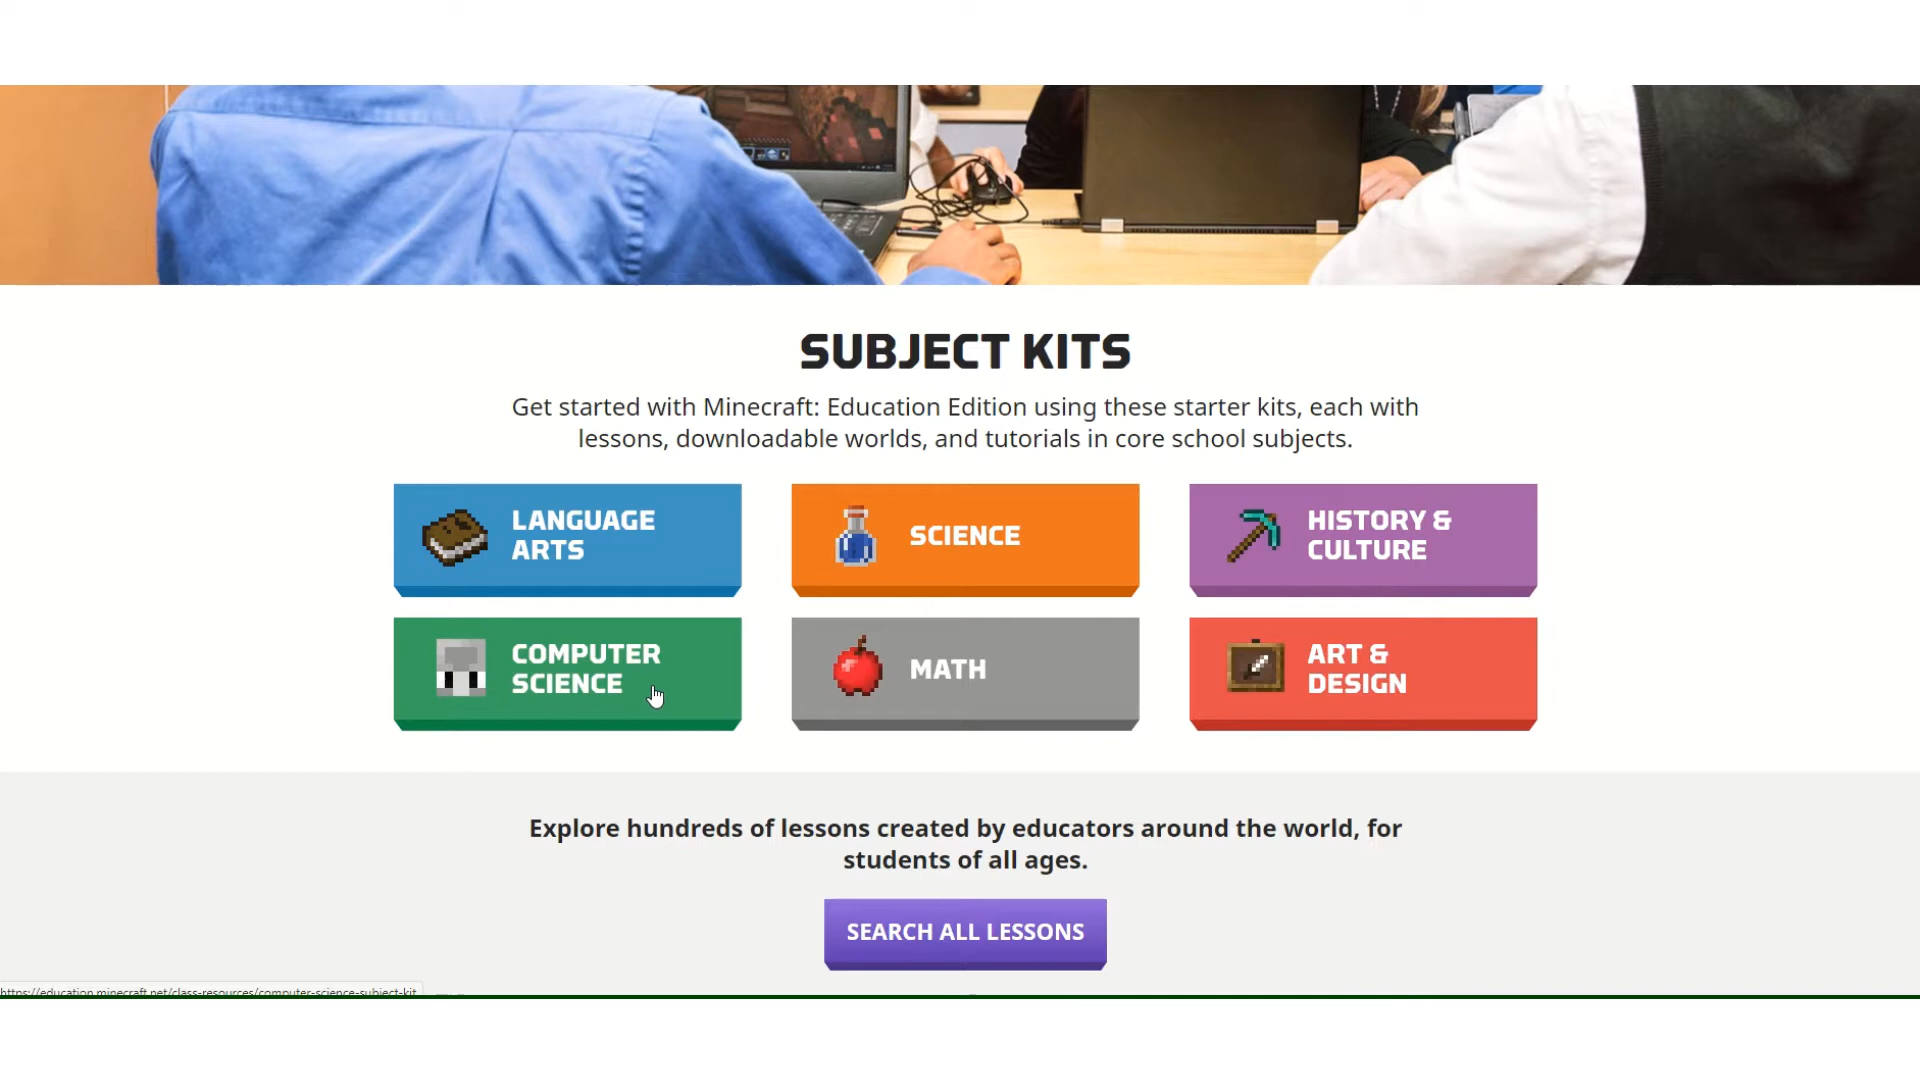 SUBJECT KITS
Get started with Minecraft: Education Edition using these starter kits, each with
lessons, downloadable worlds, and tutorials in core school subjects.
LANGUAGE
ARTS
SCIENCE
HISTORY &
CULTURE
COMPUTER
SCIENCE
MATH
ART &
DESIGN
Explore hundreds of lessons created by educators around the world, for
students of all ages.
SEARCH ALL LESSONS
https://education.minecraft.net/class-resources/computer-science-subject-kit